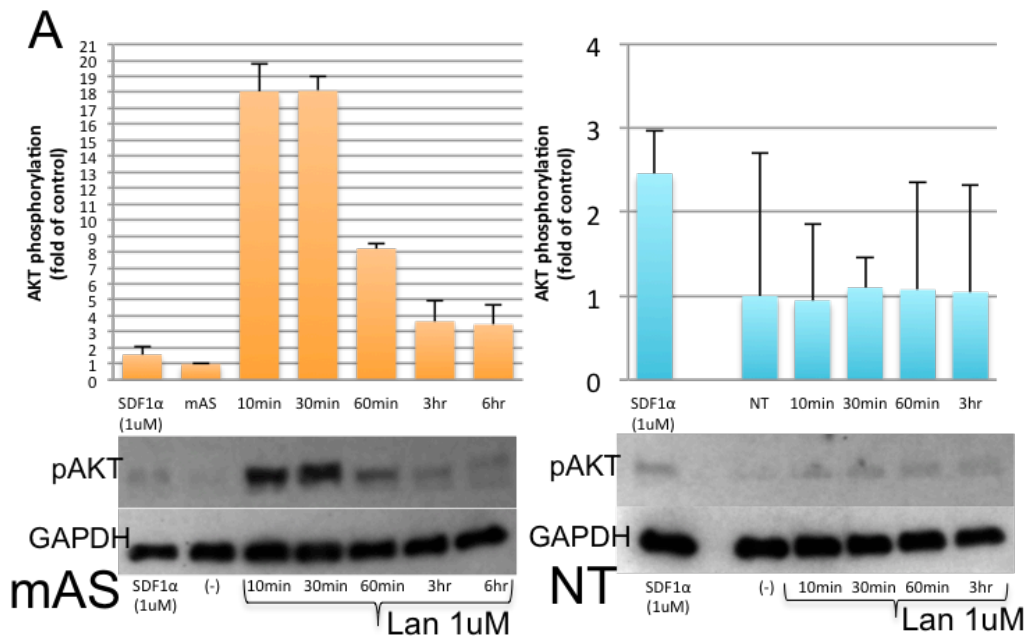 A
AKT phosphorylation
(fold of control)
21
20
19
18
17
16
15
14
13
12
11
10
9
8
7
6
5
4
3
2
1
0
SDF1α mAS 10min 30min 60min 3hr 6hr
(1uM)
pAKT
GAPDH
SDF1α (-) 10min 30min 60min 3hr 6hr
(1uM)
mAS
Lan 1uM
AKT phosphorylation
(fold of control)
4
3
2
1
0
SDF1α NT 10min 30min 60min 3hr
(1uM)
pAKT
GAPDH
SDF1α (-) 10min 30min 60min 3hr
(1uM)
NT
Lan 1uM